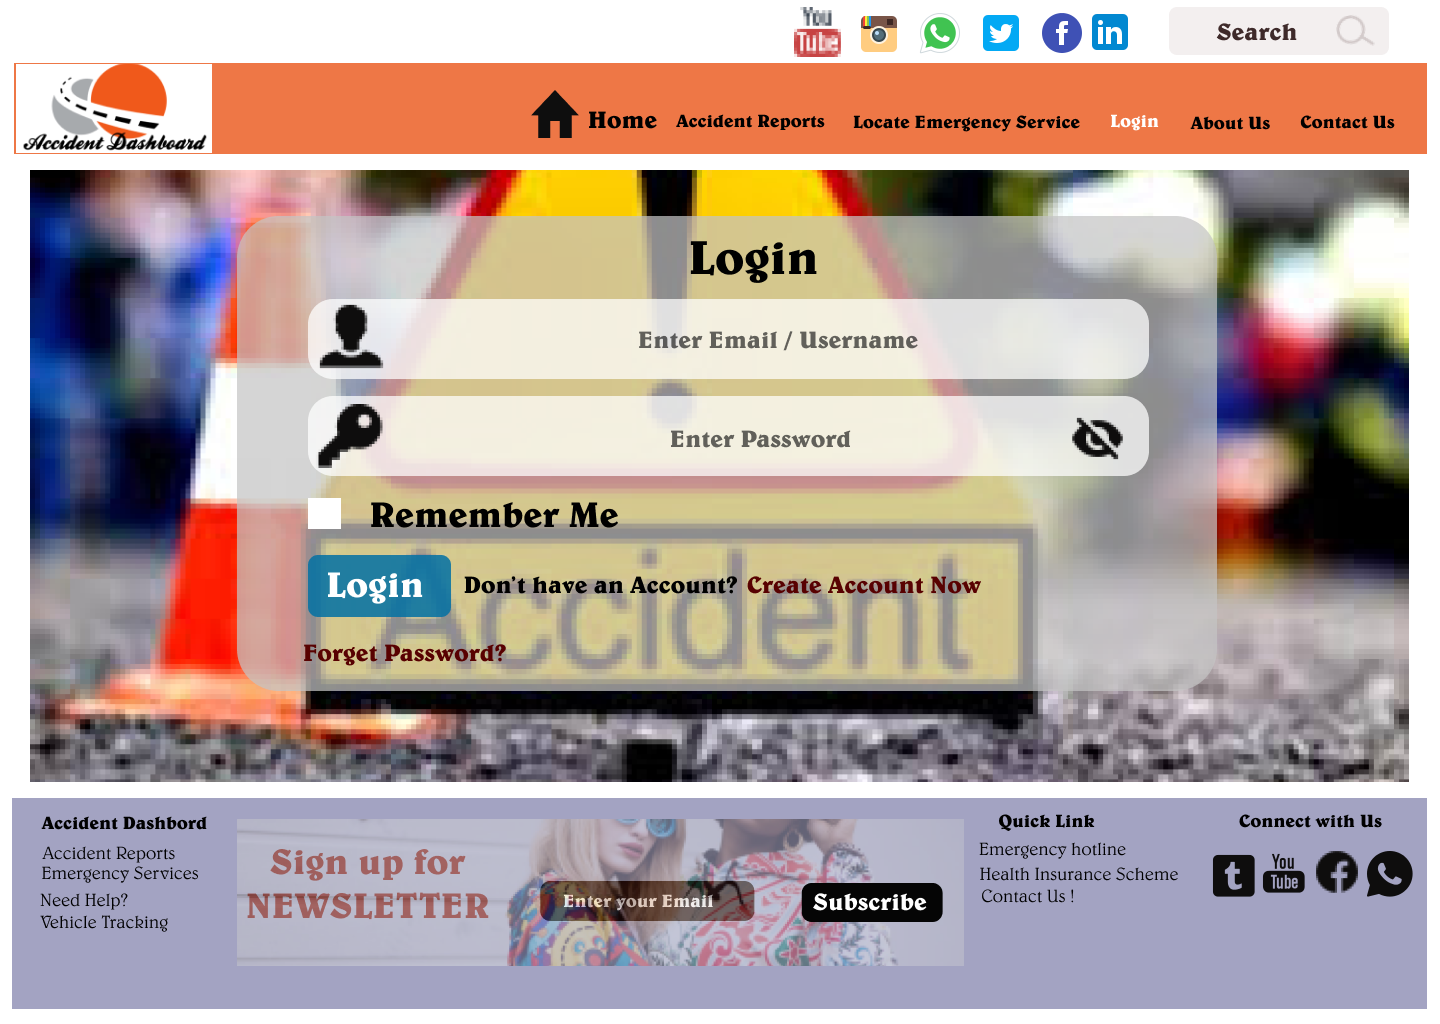 You
Tube
Search
Accident Dashboard
Home
Accident Reports
Locate Emergency Service
Login
About Us
Contact Us
Login
Enter Email / Username
Enter Password
Remember Me
Login
Don't have an Account? Create Account Now
Forget Password?
Accident
Accident Dashbord
Accident Reports
Emergency Services
Need Help?
Vehicle Tracking
Sign up for
NEWSLETTER
Enter your Email
Subscribe
Quick Link
Emergency hotline
Health Insurance Scheme
Contact Us !
Connect with Us
You
Tube